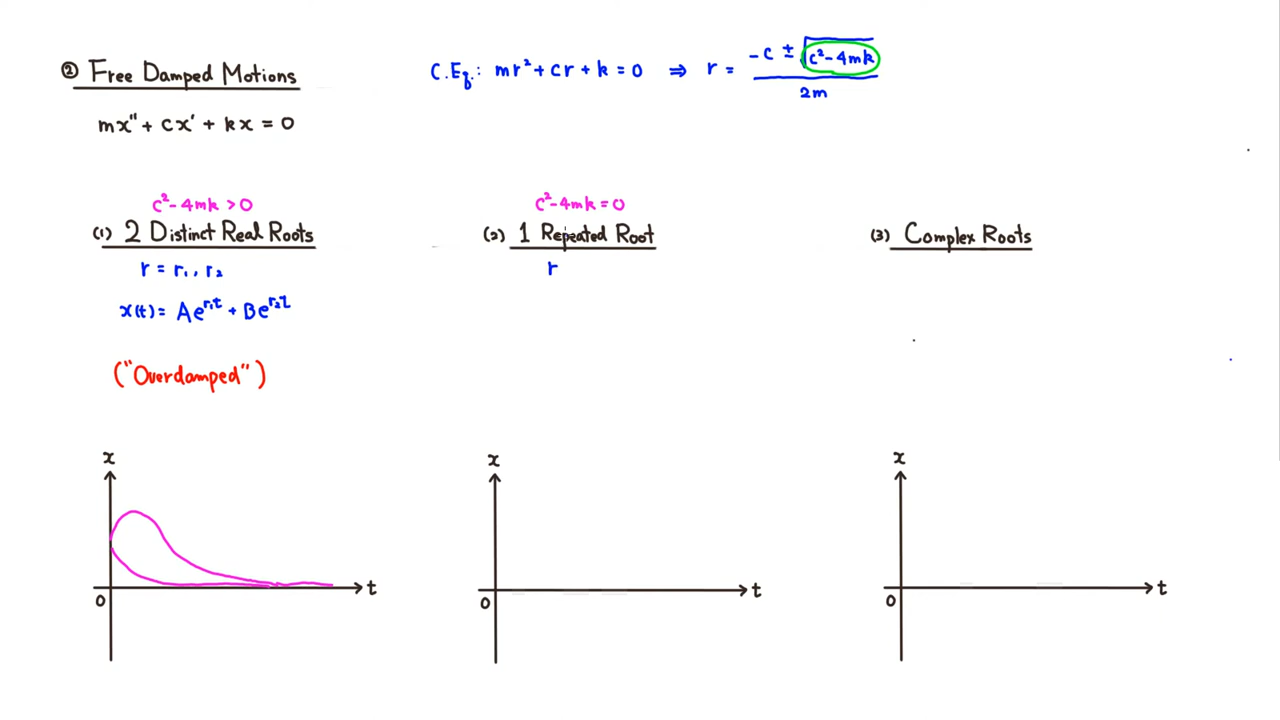 ② Free Damped Motions
mx" + cx' + kx = 0
C.Eq.: mr² + cr + k = 0 ⇒ r = (-c ± √(c² - 4mk)) / 2m
c² - 4mk > 0
(1) 2 Distinct Real Roots
r = r₁, r₂
x(t) = Ae^(r₁t) + Be^(r₂t)
("Overdamped")
c² - 4mk = 0
(2) 1 Repeated Root
r
(3) Complex Roots
x
0
t
x
0
t
x
0
t